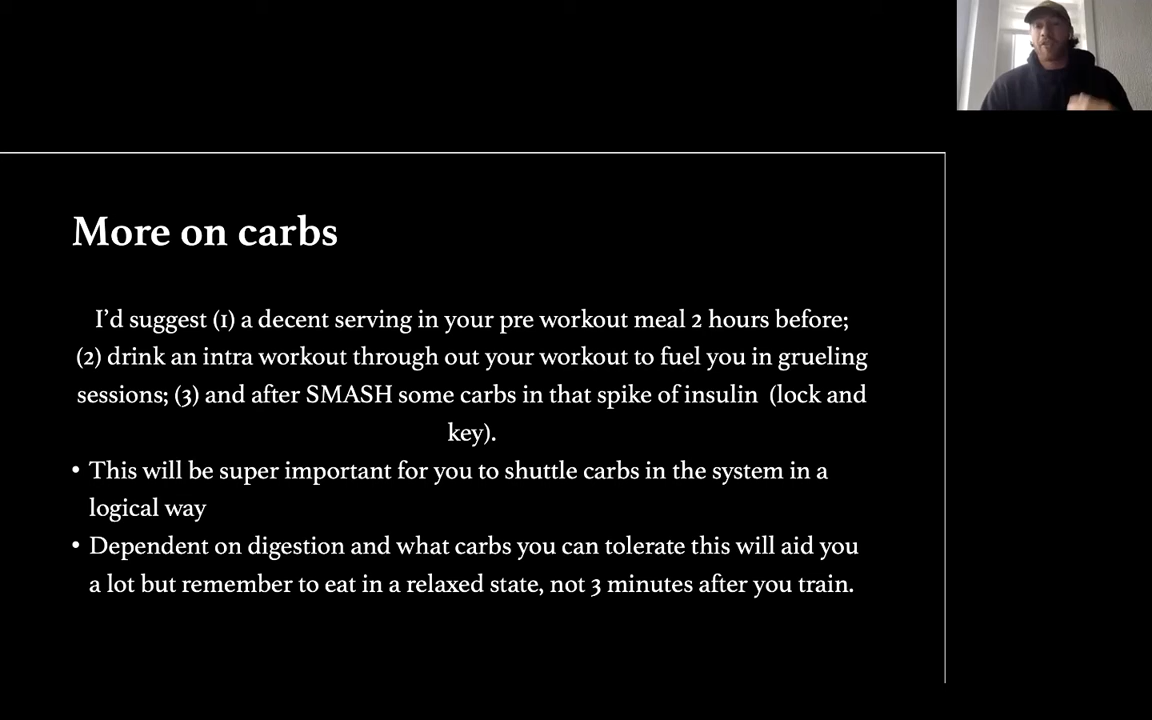 More on carbs
I'd suggest (1) a decent serving in your pre workout meal 2 hours before;
(2) drink an intra workout through out your workout to fuel you in grueling
sessions; (3) and after SMASH some carbs in that spike of insulin  (lock and
key).
• This will be super important for you to shuttle carbs in the system in a
logical way
• Dependent on digestion and what carbs you can tolerate this will aid you
a lot but remember to eat in a relaxed state, not 3 minutes after you train.